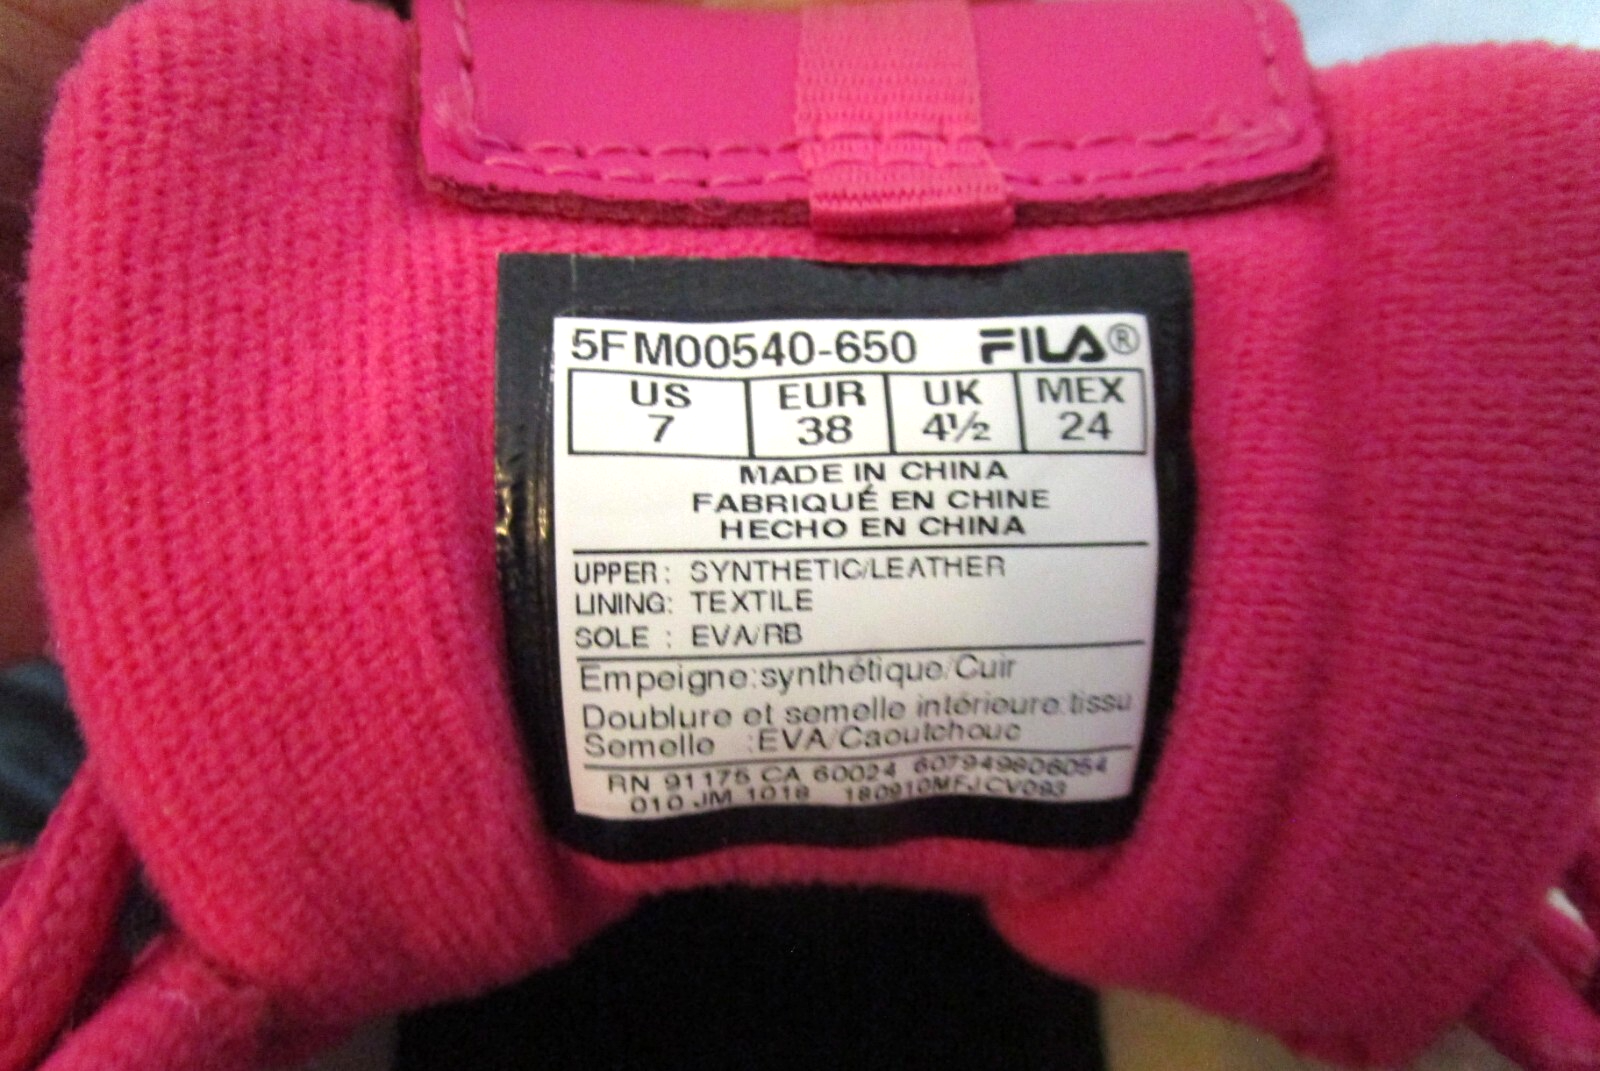 5FM00540-650 FILA®
US EUR UK MEX
7 38 4½ 24
MADE IN CHINA
FABRIQUÉ EN CHINE
HECHO EN CHINA
UPPER: SYNTHETIC/LEATHER
LINING: TEXTILE
SOLE : EVA/RB
Empeigne:synthétique/Cuir
Doublure et semelle intérieure:tissu
Semelle :EVA/Caoutchouc
RN 91175 CA 60024 607949806054
010 JM 1018 180910MFJCV093